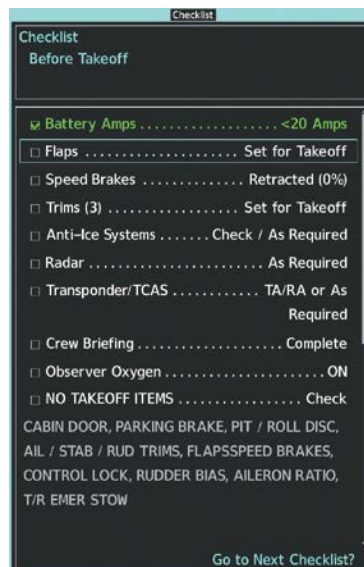 Checklist
Checklist
Before Takeoff
Battery Amps ................... <20 Amps
Flaps ..................... Set for Takeoff
Speed Brakes ............ Retracted (0%)
Trims (3) .................. Set for Takeoff
Anti-Ice Systems ...... Check / As Required
Radar ....................... As Required
Transponder/TCAS ........... TA/RA or As
Required
Crew Briefing ................... Complete
Observer Oxygen ..................... ON
NO TAKEOFF ITEMS ................ Check
CABIN DOOR, PARKING BRAKE, PIT / ROLL DISC,
AIL / STAB / RUD TRIMS, FLAPSSPEED BRAKES,
CONTROL LOCK, RUDDER BIAS, AILERON RATIO,
T/R EMER STOW
Go to Next Checklist?